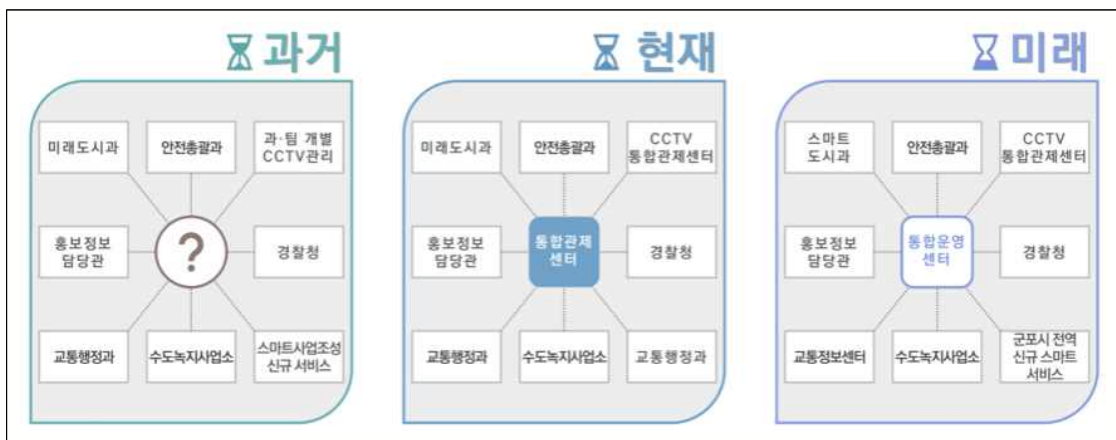 과거
미래도시과
안전총괄과
과·팀 개별
CCTV관리
홍보정보
담당관
?
경찰청
교통행정과
수도녹지사업소
스마트사업조성
신규 서비스
현재
미래도시과
안전총괄과
CCTV
통합관제센터
홍보정보
담당관
통합관제
센터
경찰청
교통행정과
수도녹지사업소
교통행정과
미래
스마트
도시과
안전총괄과
CCTV
통합관제센터
홍보정보
담당관
통합운영
센터
경찰청
교통정보센터
수도녹지사업소
군포시 전역
신규 스마트
서비스